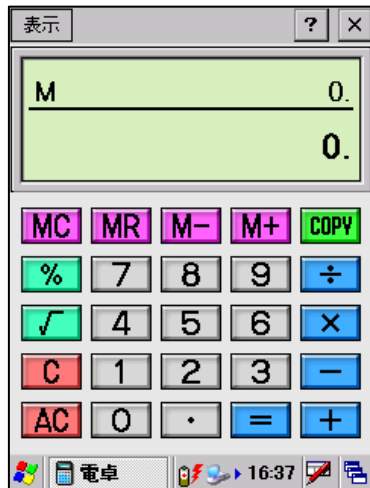 表示 ? ×
M 0.
0.
MC MR M− M+ COPY
% 7 8 9 ÷
√ 4 5 6 ×
C 1 2 3 −
AC 0 · = +
電卓 16:37